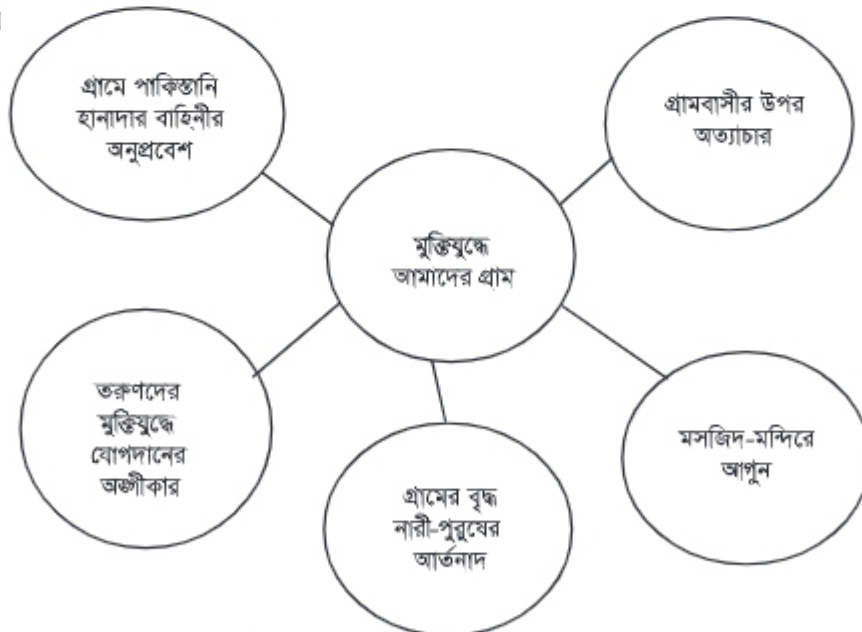 গ্রামে পাকিস্তানি
হানাদার বাহিনীর
অনুপ্রবেশ
গ্রামবাসীর উপর
অত্যাচার
মুক্তিযুদ্ধে
আমাদের গ্রাম
তরুণদের
মুক্তিযুদ্ধে
যোগদানের
অঙ্গীকার
গ্রামের বৃদ্ধ
নারী-পুরুষের
আর্তনাদ
মসজিদ-মন্দিরে
আগুন